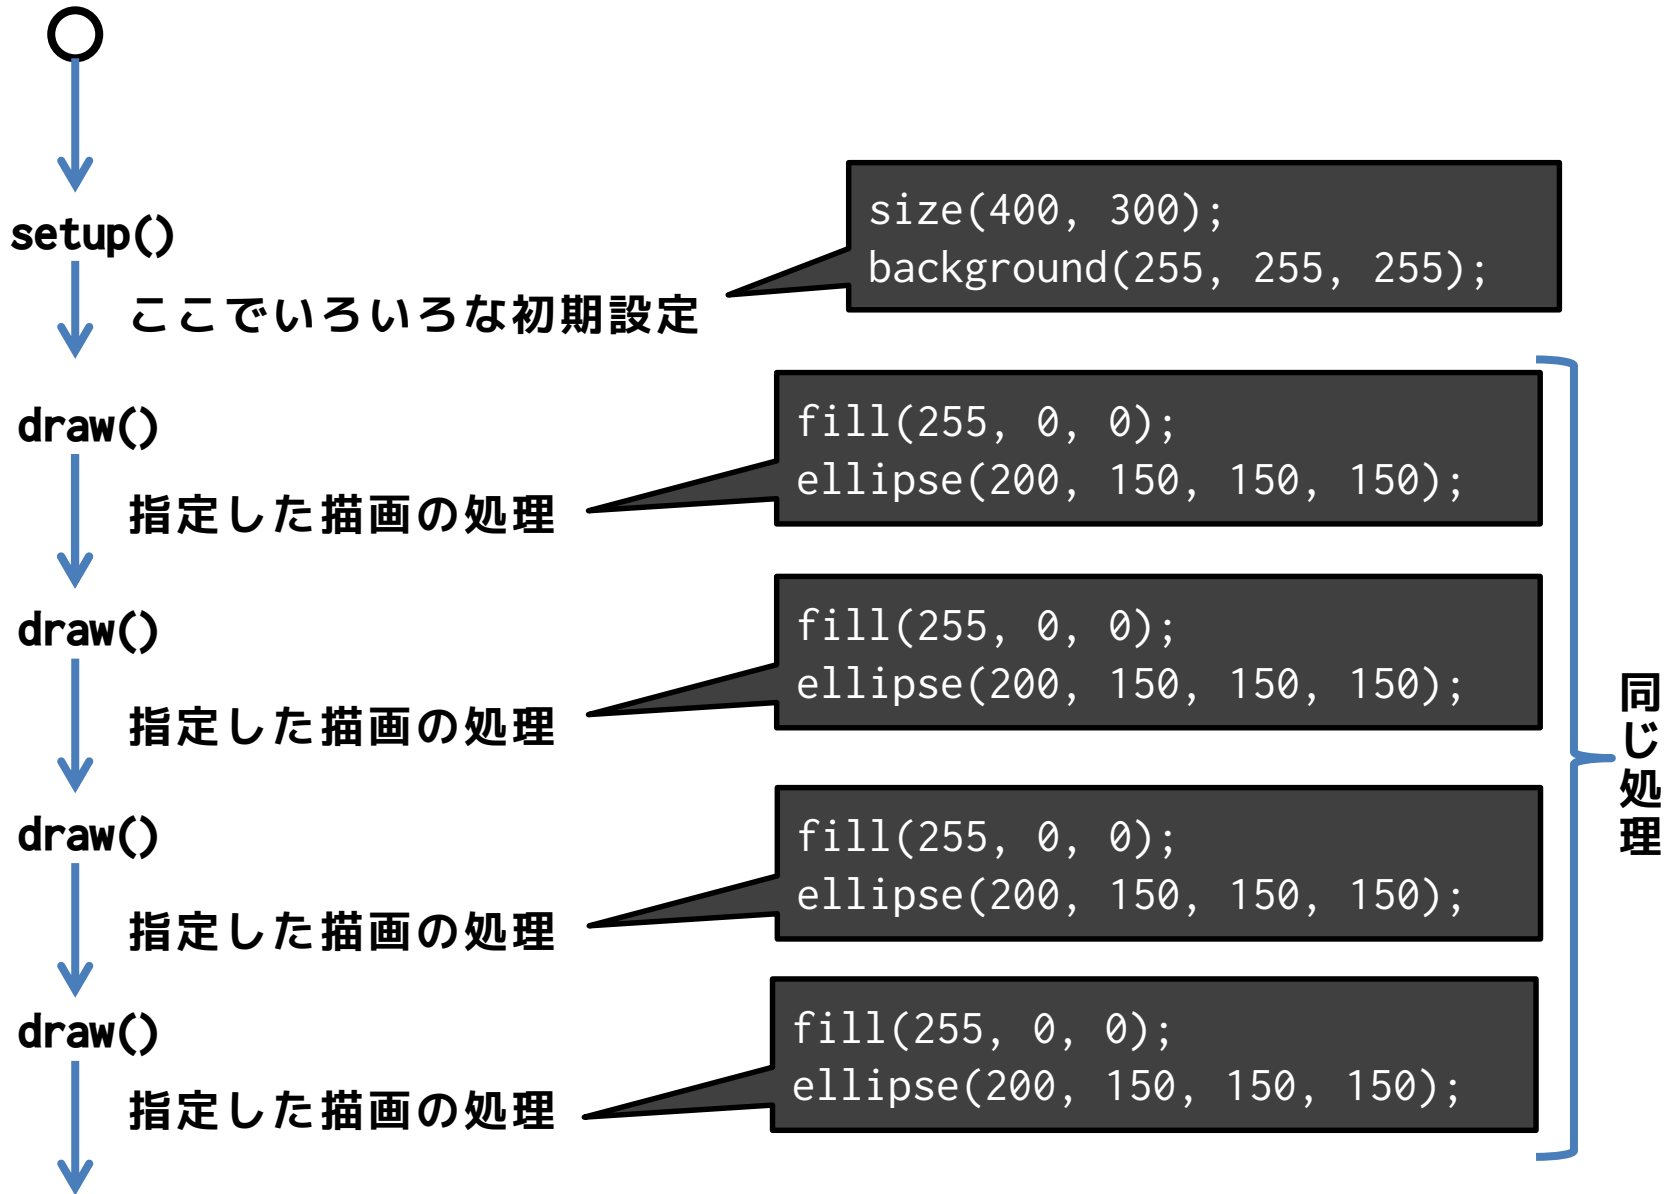 setup()
size(400, 300);
background(255, 255, 255);
ここでいろいろな初期設定
draw()
fill(255, 0, 0);
ellipse(200, 150, 150, 150);
指定した描画の処理
draw()
fill(255, 0, 0);
ellipse(200, 150, 150, 150);
指定した描画の処理
draw()
fill(255, 0, 0);
ellipse(200, 150, 150, 150);
指定した描画の処理
draw()
fill(255, 0, 0);
ellipse(200, 150, 150, 150);
指定した描画の処理
同じ処理